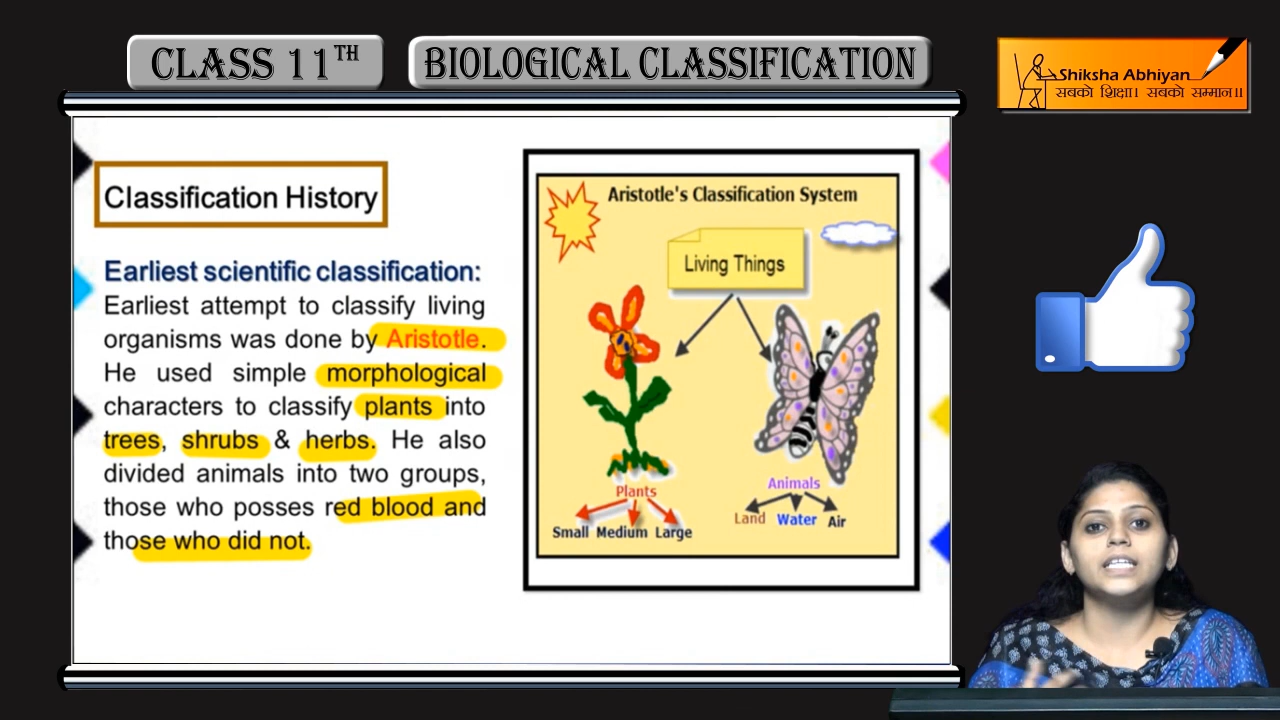 CLASS 11TH
BIOLOGICAL CLASSIFICATION
Shiksha Abhiyan
सबको शिक्षा। सबको सम्मान॥
Classification History
Earliest scientific classification:
Earliest attempt to classify living
organisms was done by Aristotle.
He used simple morphological
characters to classify plants into
trees, shrubs & herbs. He also
divided animals into two groups,
those who posses red blood and
those who did not.
Aristotle's Classification System
Living Things
Plants
Small Medium Large
Animals
Land Water Air